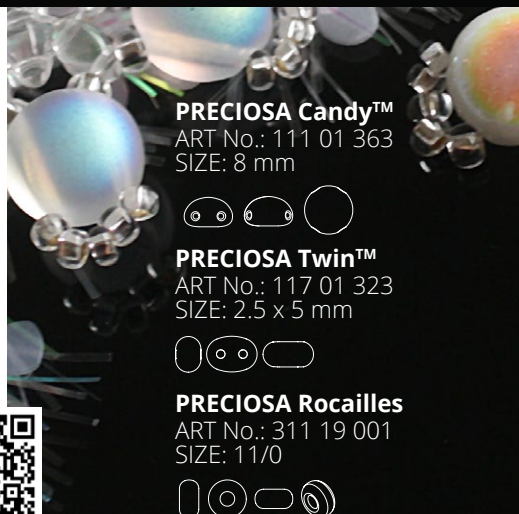 PRECIOSA Candy™
ART No.: 111 01 363
SIZE: 8 mm
PRECIOSA Twin™
ART No.: 117 01 323
SIZE: 2.5 x 5 mm
PRECIOSA Rocailles
ART No.: 311 19 001
SIZE: 11/0